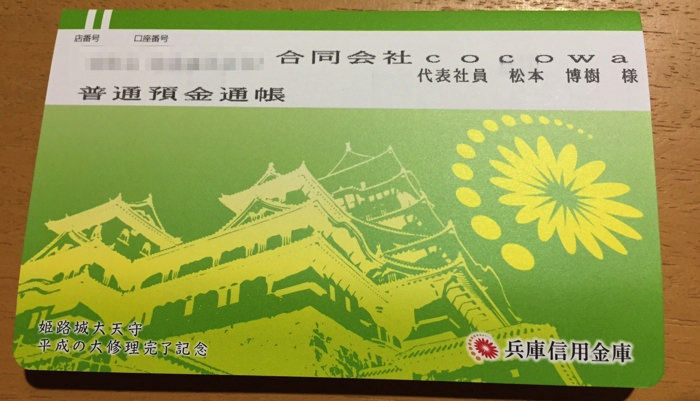 店番号 口座番号
合同会社cocowa
代表社員 松本 博樹 様
普通預金通帳
姫路城大天守
平成の大修理完了記念
兵庫信用金庫